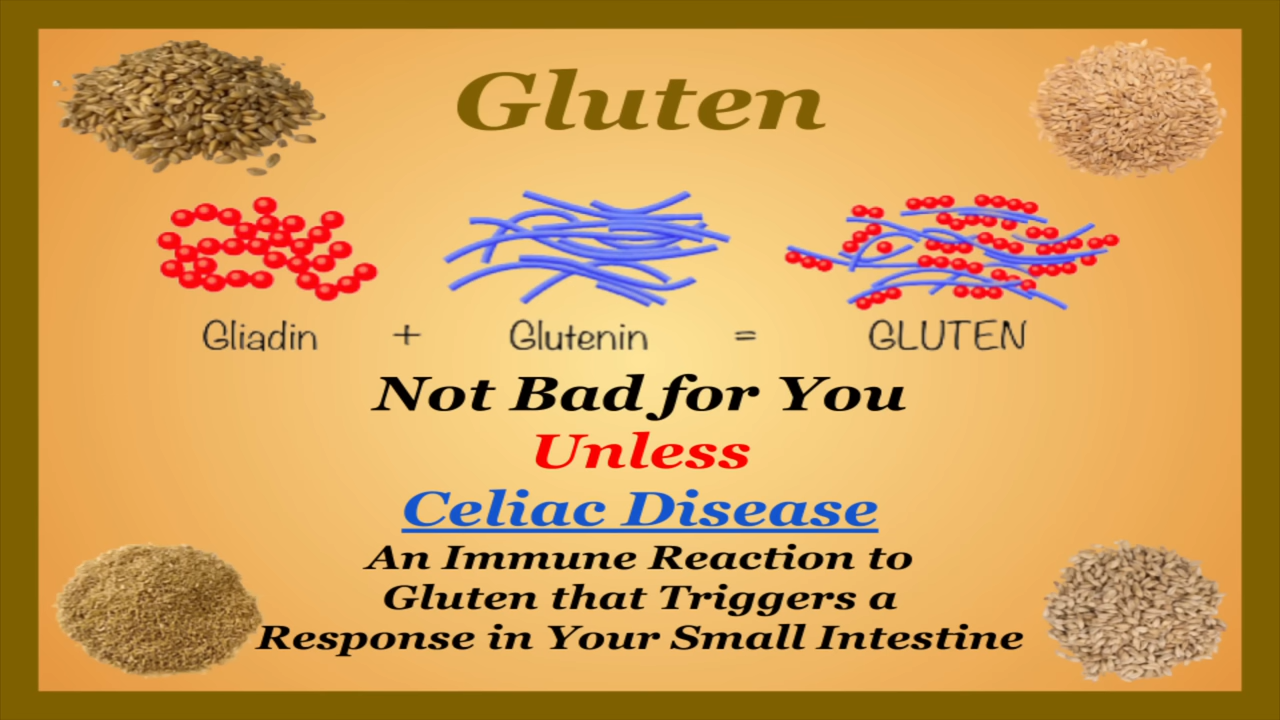 Gluten
Gliadin + Glutenin = GLUTEN
Not Bad for You
Unless
Celiac Disease
An Immune Reaction to
Gluten that Triggers a
Response in Your Small Intestine